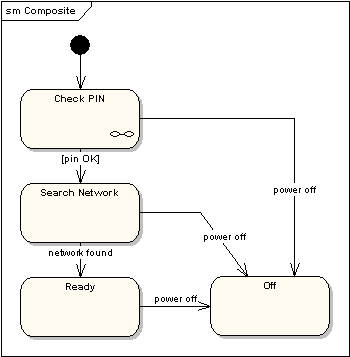 sm Composite
Check PIN
[pin OK]
power off
Search Network
power off
network found
Ready
power off
Off